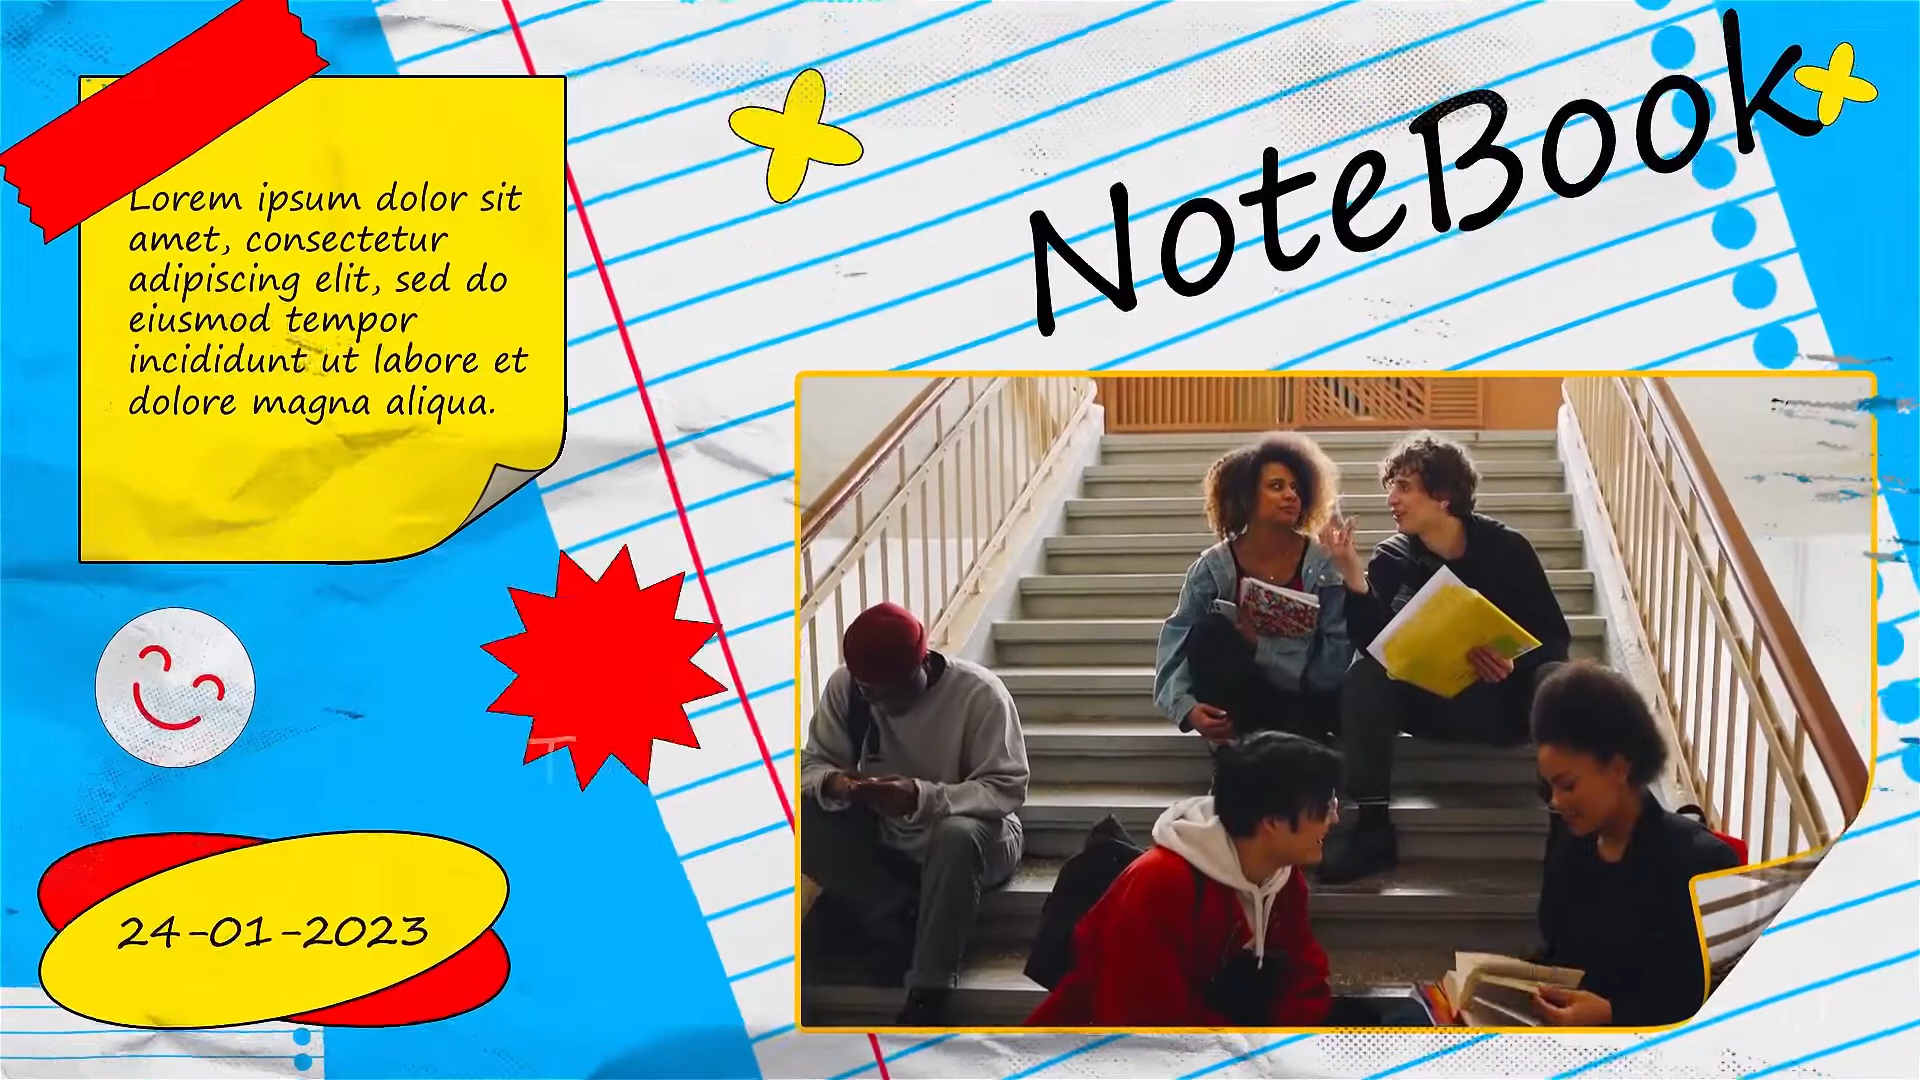 NoteBook
Lorem ipsum dolor sit
amet, consectetur
adipiscing elit, sed do
eiusmod tempor
incididunt ut labore et
dolore magna aliqua.
24-01-2023